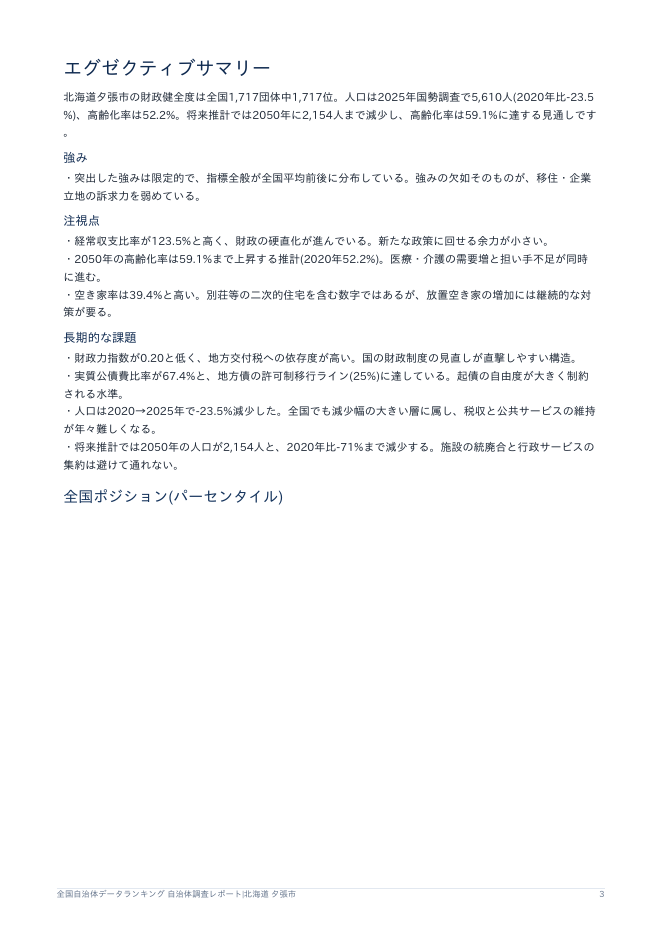 エグゼクティブサマリー
北海道夕張市の財政健全度は全国1,717団体中1,717位。人口は2025年国勢調査で5,610人(2020年比-23.5
%)、高齢化率は52.2%。将来推計では2050年に2,154人まで減少し、高齢化率は59.1%に達する見通しです
。
強み
・突出した強みは限定的で、指標全般が全国平均前後に分布している。強みの欠如そのものが、移住・企業
立地の訴求力を弱めている。
注視点
・経常収支比率が123.5%と高く、財政の硬直化が進んでいる。新たな政策に回せる余力が小さい。
・2050年の高齢化率は59.1%まで上昇する推計(2020年52.2%)。医療・介護の需要増と担い手不足が同時
に進む。
・空き家率は39.4%と高い。別荘等の二次的住宅を含む数字ではあるが、放置空き家の増加には継続的な対
策が要る。
長期的な課題
・財政力指数が0.20と低く、地方交付税への依存度が高い。国の財政制度の見直しが直撃しやすい構造。
・実質公債費比率が67.4%と、地方債の許可制移行ライン(25%)に達している。起債の自由度が大きく制約
される水準。
・人口は2020→2025年で-23.5%減少した。全国でも減少幅の大きい層に属し、税収と公共サービスの維持
が年々難しくなる。
・将来推計では2050年の人口が2,154人と、2020年比-71%まで減少する。施設の統廃合と行政サービスの
集約は避けて通れない。
全国ポジション(パーセンタイル)
全国自治体データランキング 自治体調査レポート|北海道 夕張市
3